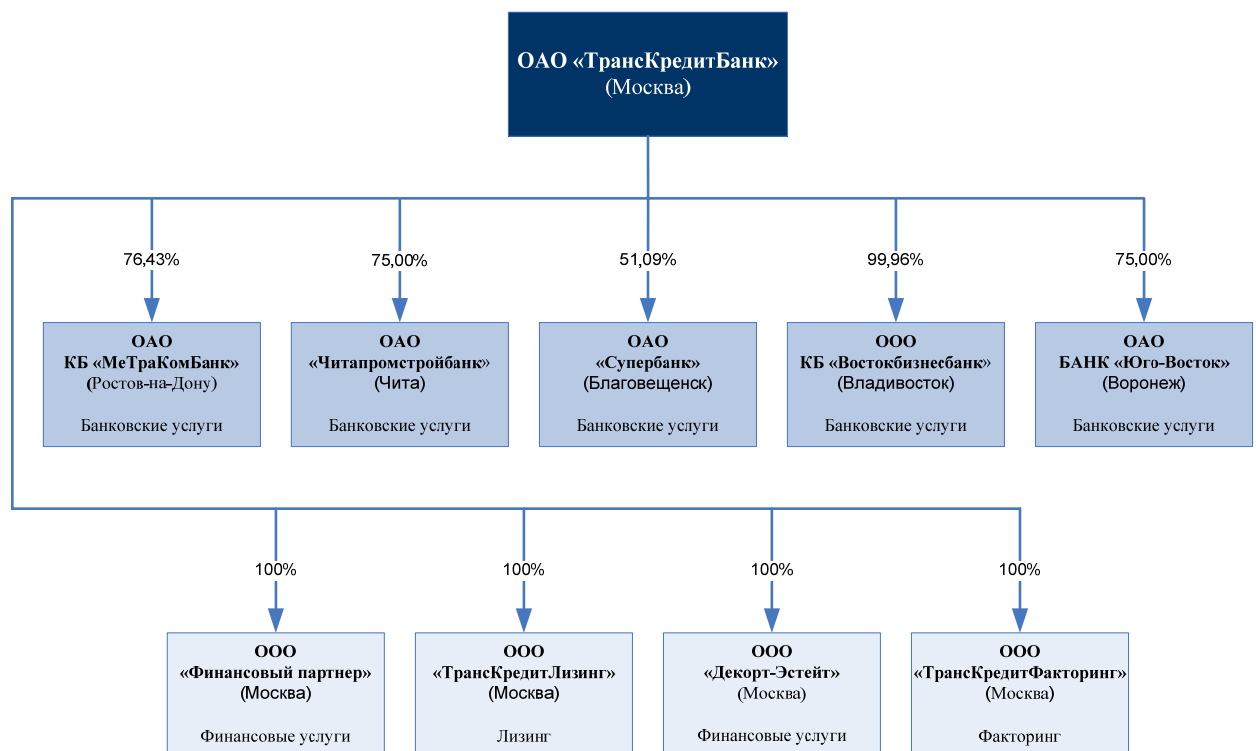 ОАО «ТрансКредитБанк»
(Москва)
76,43%
75,00%
51,09%
99,96%
75,00%
ОАО
КБ «МеТраКомБанк»
(Ростов-на-Дону)
Банковские услуги
ОАО
«Читапромстройбанк»
(Чита)
Банковские услуги
ОАО
«Супербанк»
(Благовещенск)
Банковские услуги
ООО
КБ «Востокбизнесбанк»
(Владивосток)
Банковские услуги
ОАО
БАНК «Юго-Восток»
(Воронеж)
Банковские услуги
100%
100%
100%
100%
ООО
«Финансовый партнер»
(Москва)
Финансовые услуги
ООО
«ТрансКредитЛизинг»
(Москва)
Лизинг
ООО
«Декорт-Эстейт»
(Москва)
Финансовые услуги
ООО
«ТрансКредитФакторинг»
(Москва)
Факторинг